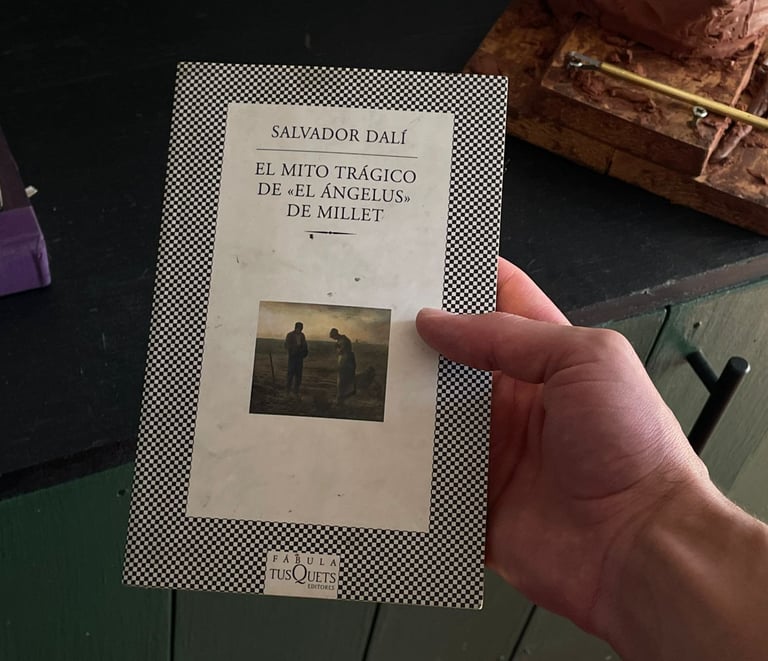 SALVADOR DALÍ
EL MITO TRÁGICO
DE «EL ÁNGELUS»
DE MILLET
FÁBULA
TUSQUETS
EDITORES